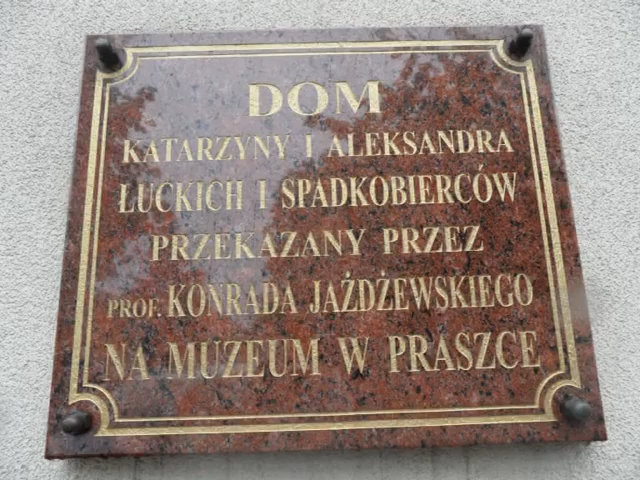 DOM
KATARZYNY I ALEKSANDRA
ŁUCKICH I SPADKOBIERCÓW
PRZEKAZANY PRZEZ
PROF. KONRADA JAŻDŻEWSKIEGO
NA MUZEUM W PRASZCE